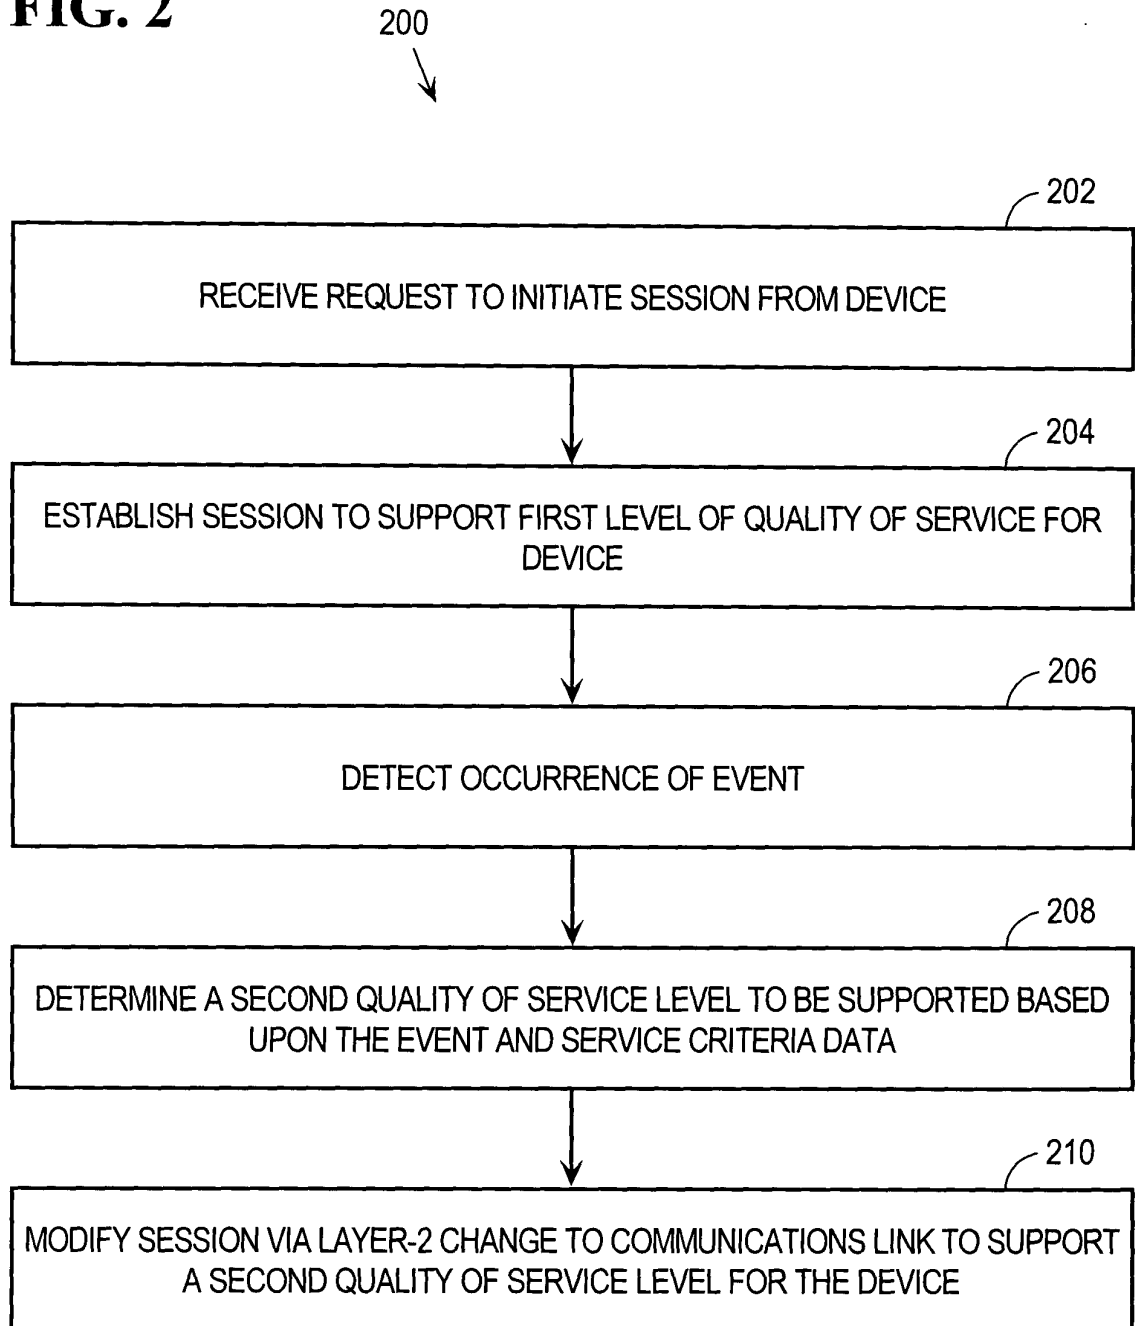 FIG. 2
200
202
RECEIVE REQUEST TO INITIATE SESSION FROM DEVICE
204
ESTABLISH SESSION TO SUPPORT FIRST LEVEL OF QUALITY OF SERVICE FOR
DEVICE
206
DETECT OCCURRENCE OF EVENT
208
DETERMINE A SECOND QUALITY OF SERVICE LEVEL TO BE SUPPORTED BASED
UPON THE EVENT AND SERVICE CRITERIA DATA
210
MODIFY SESSION VIA LAYER-2 CHANGE TO COMMUNICATIONS LINK TO SUPPORT
A SECOND QUALITY OF SERVICE LEVEL FOR THE DEVICE